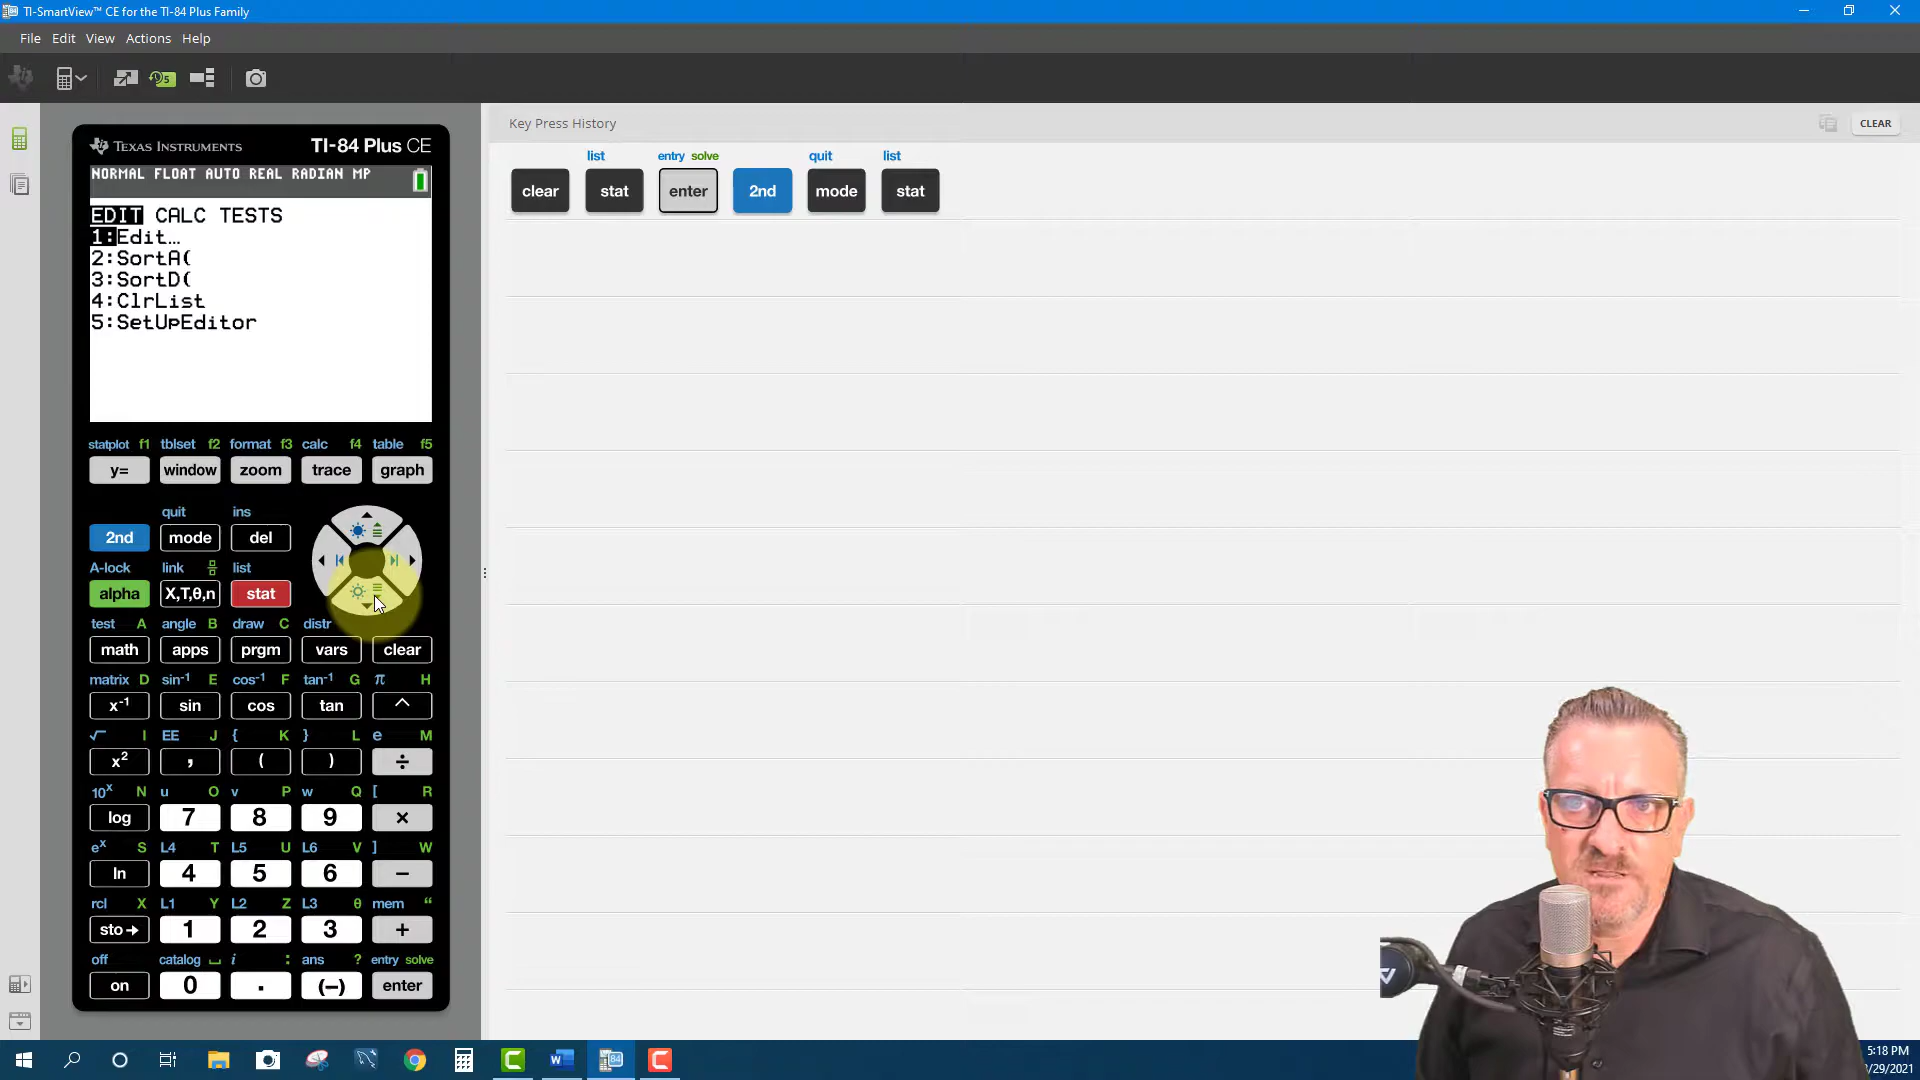 TI-SmartView™ CE for the TI-84 Plus Family
File Edit View Actions Help
Key Press History
CLEAR
list entry solve quit list
clear stat enter 2nd mode stat
TEXAS INSTRUMENTS TI-84 Plus CE
NORMAL FLOAT AUTO REAL RADIAN MP
EDIT CALC TESTS
1:Edit…
2:SortA(
3:SortD(
4:ClrList
5:SetUpEditor
statplot f1 tblset f2 format f3 calc f4 table f5
y= window zoom trace graph
quit ins
2nd mode del
A-lock link list
alpha X,T,θ,n stat
test A angle B draw C distr
math apps prgm vars clear
matrix D sin-1 E cos-1 F tan-1 G π H
x-1 sin cos tan ^
√ I EE J { K } L e M
x2 , ( ) ÷
10x N u O v P w Q [ R
log 7 8 9 ×
ex S L4 T L5 U L6 V ] W
ln 4 5 6 −
rcl X L1 Y L2 Z L3 θ mem “
sto→ 1 2 3 +
off catalog ⎵ i : ans ? entry solve
on 0 . (−) enter
5:18 PM
/29/2021